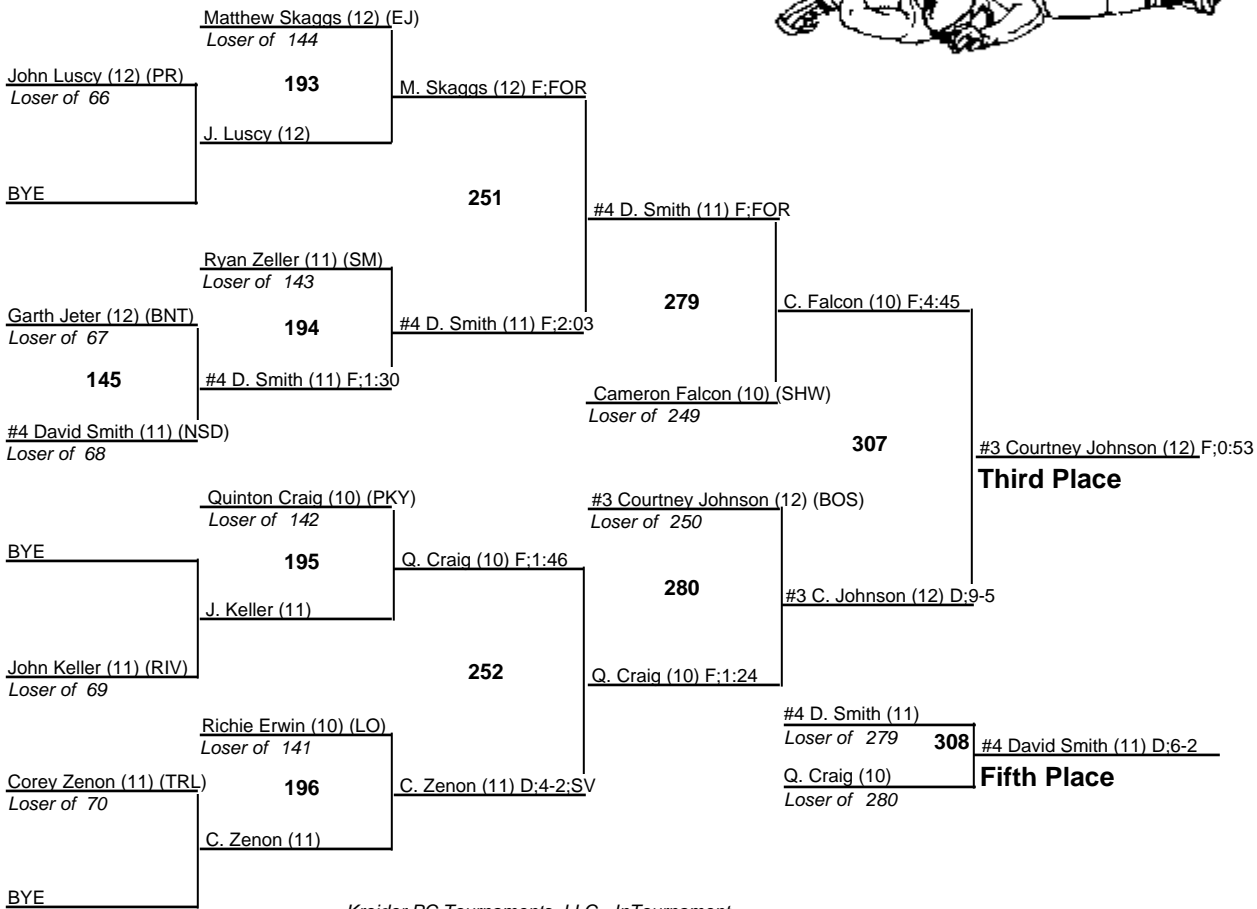 Matthew Skaggs (12) (EJ)
Loser of 144
John Luscy (12) (PR)
Loser of 66
193
M. Skaggs (12) F;FOR
J. Luscy (12)
BYE
251
#4 D. Smith (11) F;FOR
Ryan Zeller (11) (SM)
Loser of 143
279
C. Falcon (10) F;4:45
Garth Jeter (12) (BNT)
Loser of 67
194
#4 D. Smith (11) F;2:03
145
#4 D. Smith (11) F;1:30
Cameron Falcon (10) (SHW)
Loser of 249
#4 David Smith (11) (NSD)
Loser of 68
307
#3 Courtney Johnson (12) F;0:53
Third Place
Quinton Craig (10) (PKY)
Loser of 142
#3 Courtney Johnson (12) (BOS)
Loser of 250
BYE
195
Q. Craig (10) F;1:46
280
#3 C. Johnson (12) D;9-5
J. Keller (11)
John Keller (11) (RIV)
Loser of 69
252
Q. Craig (10) F;1:24
Richie Erwin (10) (LO)
Loser of 141
#4 D. Smith (11)
Loser of 279
308
#4 David Smith (11) D;6-2
Fifth Place
Q. Craig (10)
Loser of 280
Corey Zenon (11) (TRL)
Loser of 70
196
C. Zenon (11) D;4-2;SV
C. Zenon (11)
BYE
Kreider PC Tournaments, LLC - InTournament